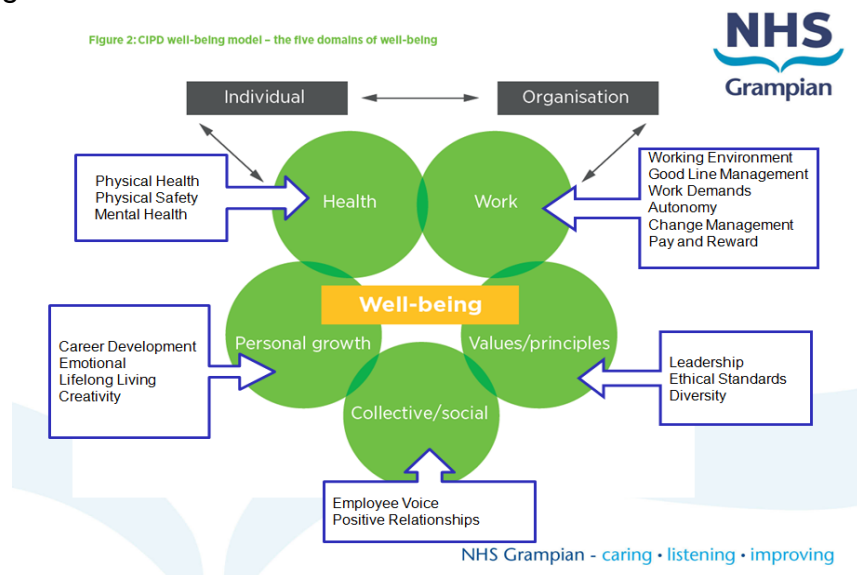 Figure 2: CIPD well-being model – the five domains of well-being
NHS
Grampian
Individual
Organisation
Physical Health
Physical Safety
Mental Health
Health
Work
Working Environment
Good Line Management
Work Demands
Autonomy
Change Management
Pay and Reward
Well-being
Career Development
Emotional
Lifelong Living
Creativity
Personal growth
Values/principles
Leadership
Ethical Standards
Diversity
Collective/social
Employee Voice
Positive Relationships
NHS Grampian - caring • listening • improving